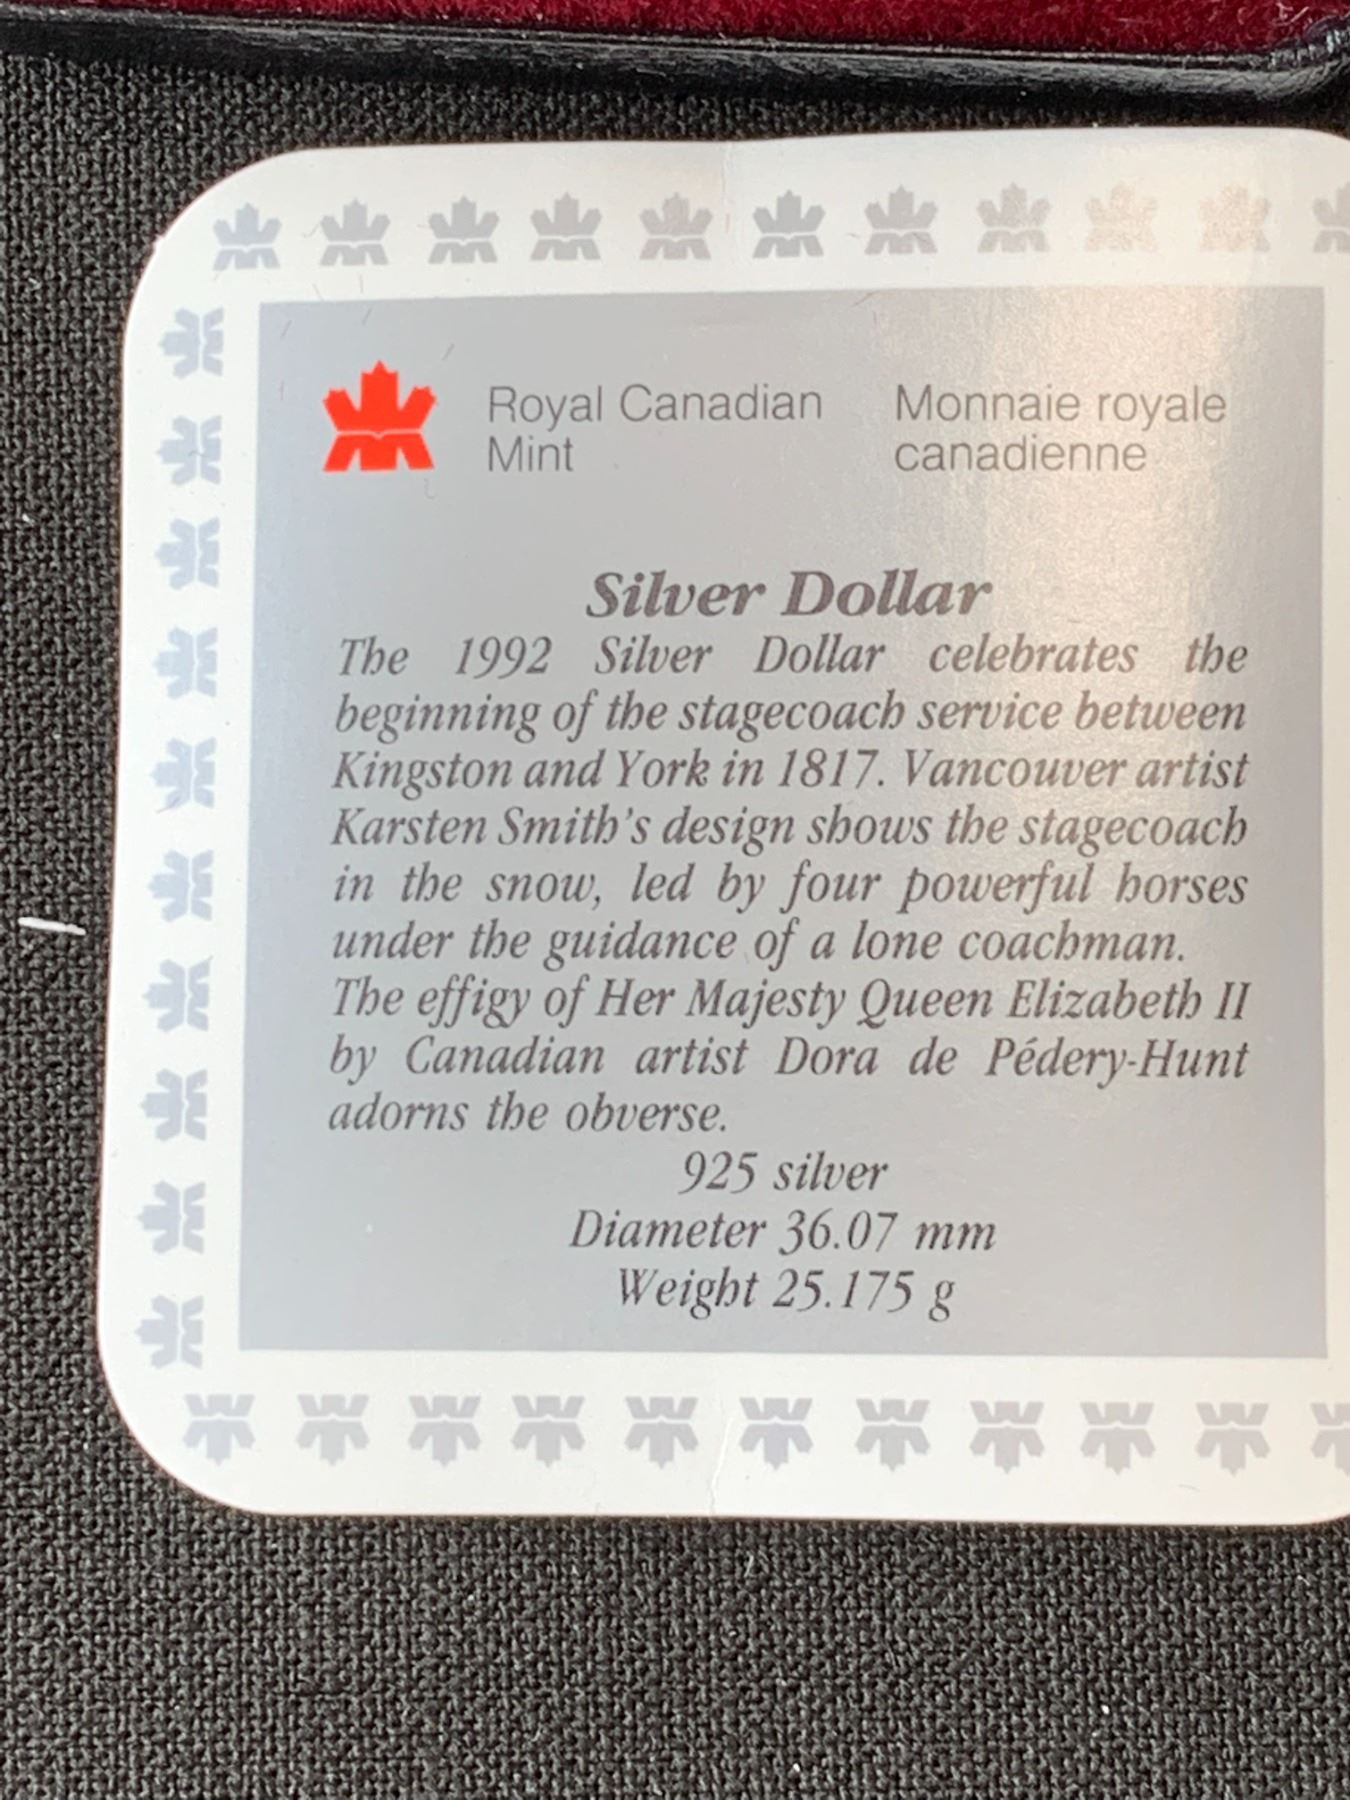 Royal Canadian Mint
Monnaie royale canadienne
Silver Dollar
The 1992 Silver Dollar celebrates the
beginning of the stagecoach service between
Kingston and York in 1817. Vancouver artist
Karsten Smith's design shows the stagecoach
in the snow, led by four powerful horses
under the guidance of a lone coachman.
The effigy of Her Majesty Queen Elizabeth II
by Canadian artist Dora de Pédery-Hunt
adorns the obverse.
925 silver
Diameter 36.07 mm
Weight 25.175 g